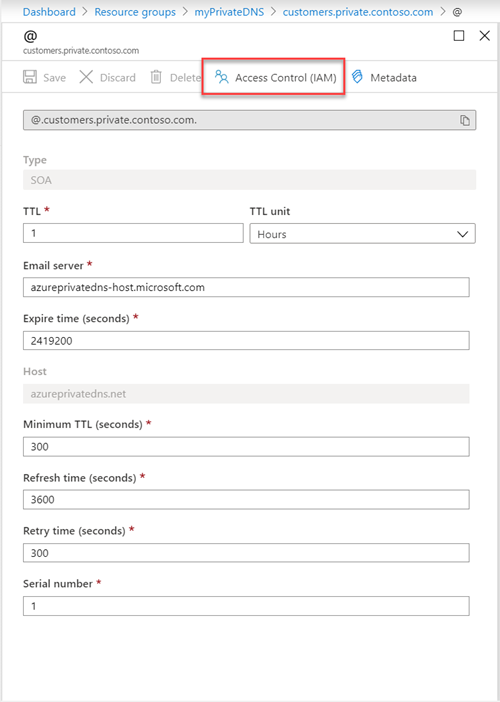 Dashboard > Resource groups > myPrivateDNS > customers.private.contoso.com > @
@
customers.private.contoso.com
Save Discard Delete Access Control (IAM) Metadata
@.customers.private.contoso.com.
Type
SOA
TTL * TTL unit
1 Hours
Email server *
azureprivatedns-host.microsoft.com
Expire time (seconds) *
2419200
Host
azureprivatedns.net
Minimum TTL (seconds) *
300
Refresh time (seconds) *
3600
Retry time (seconds) *
300
Serial number *
1